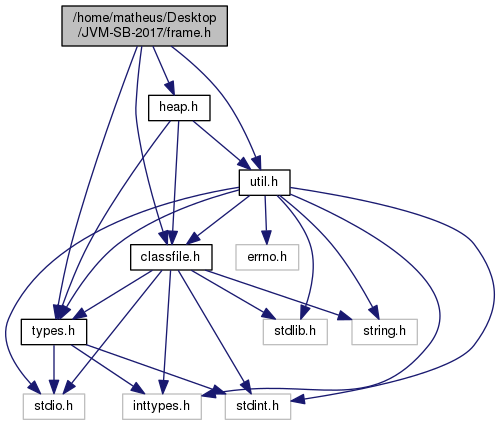 /home/matheus/Desktop
/JVM-SB-2017/frame.h
heap.h
util.h
classfile.h
errno.h
types.h
stdlib.h
string.h
stdio.h
inttypes.h
stdint.h